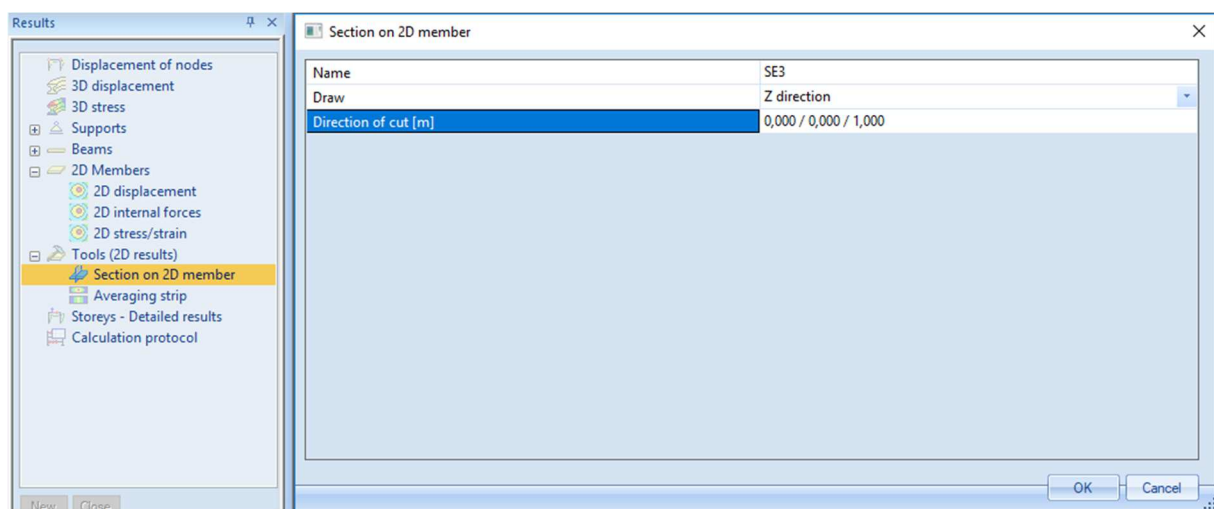 Results
Displacement of nodes
3D displacement
3D stress
Supports
Beams
2D Members
2D displacement
2D internal forces
2D stress/strain
Tools (2D results)
Section on 2D member
Averaging strip
Storeys - Detailed results
Calculation protocol
New Close
Section on 2D member
Name SE3
Draw Z direction
Direction of cut [m] 0,000 / 0,000 / 1,000
OK Cancel